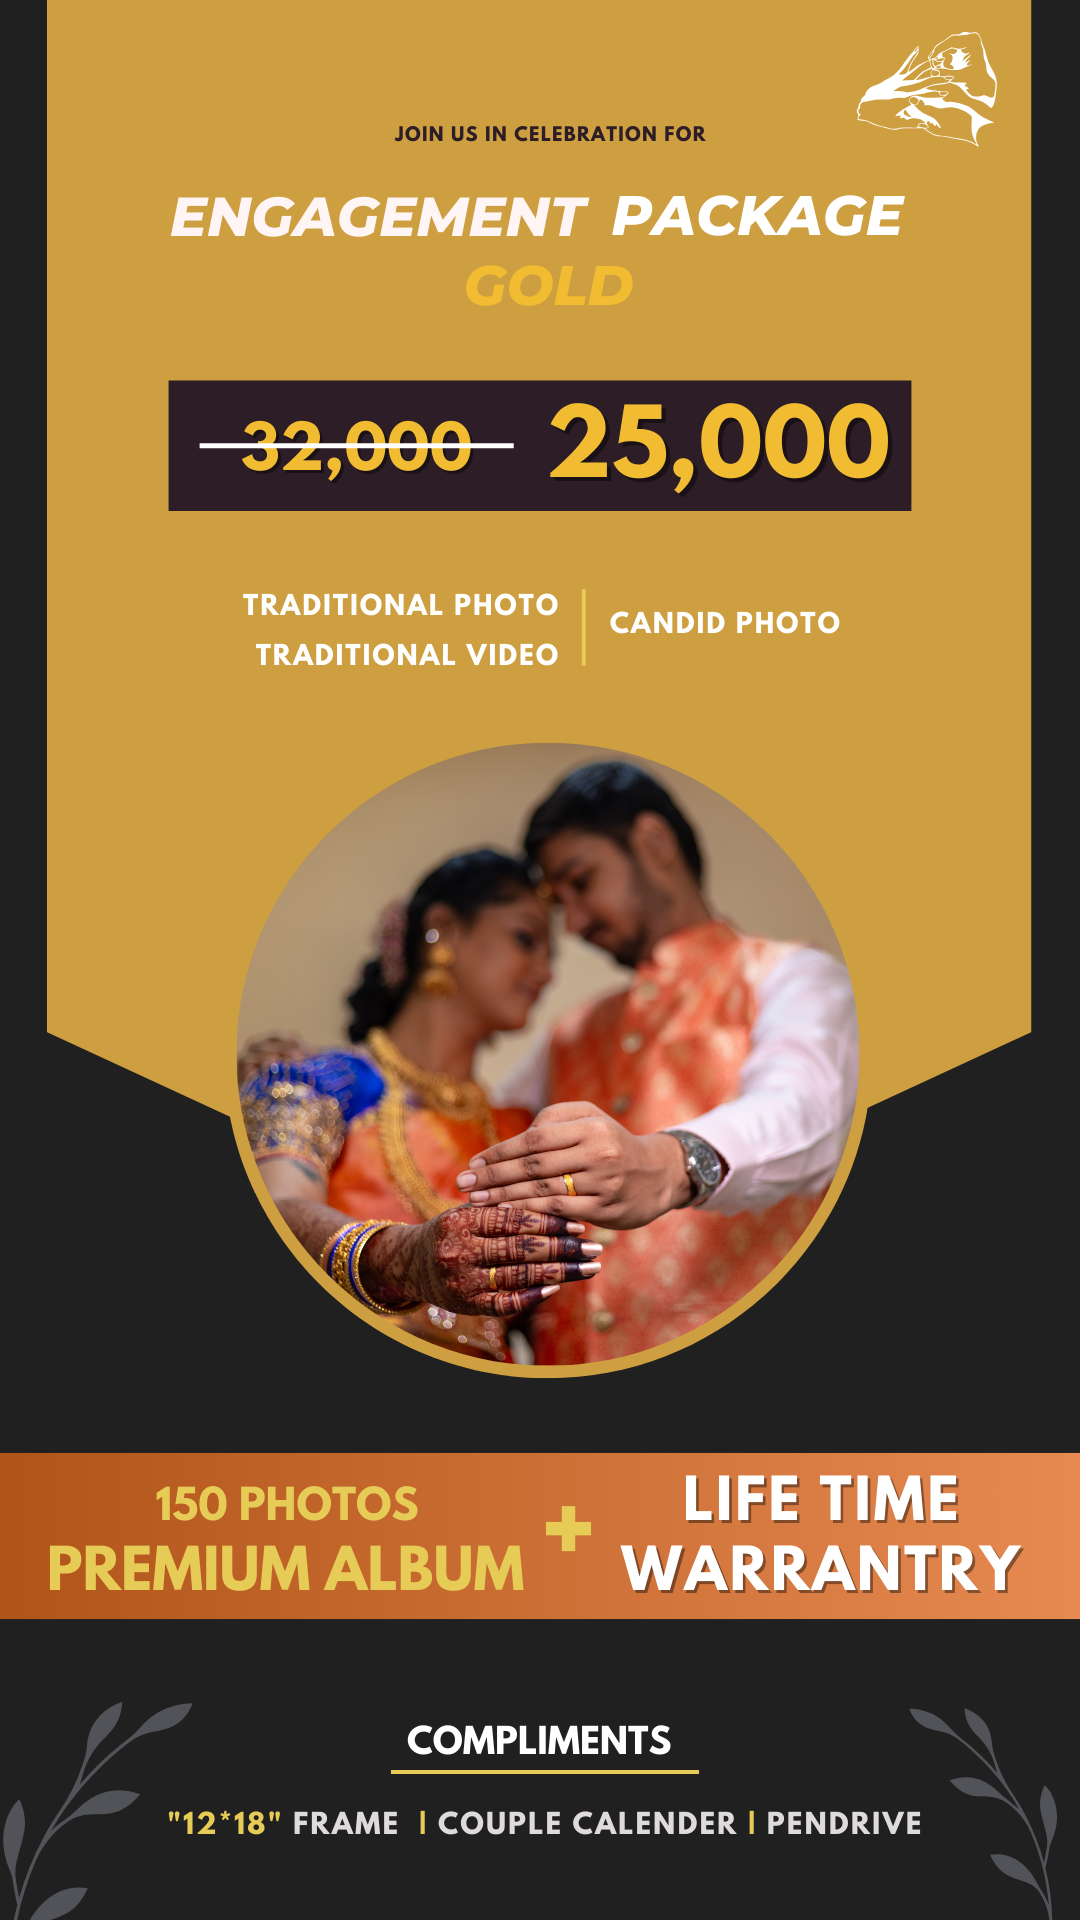 JOIN US IN CELEBRATION FOR
ENGAGEMENT PACKAGE
GOLD
32,000 25,000
TRADITIONAL PHOTO
TRADITIONAL VIDEO
CANDID PHOTO
150 PHOTOS
PREMIUM ALBUM
+
LIFE TIME
WARRANTRY
COMPLIMENTS
"12*18" FRAME | COUPLE CALENDER | PENDRIVE